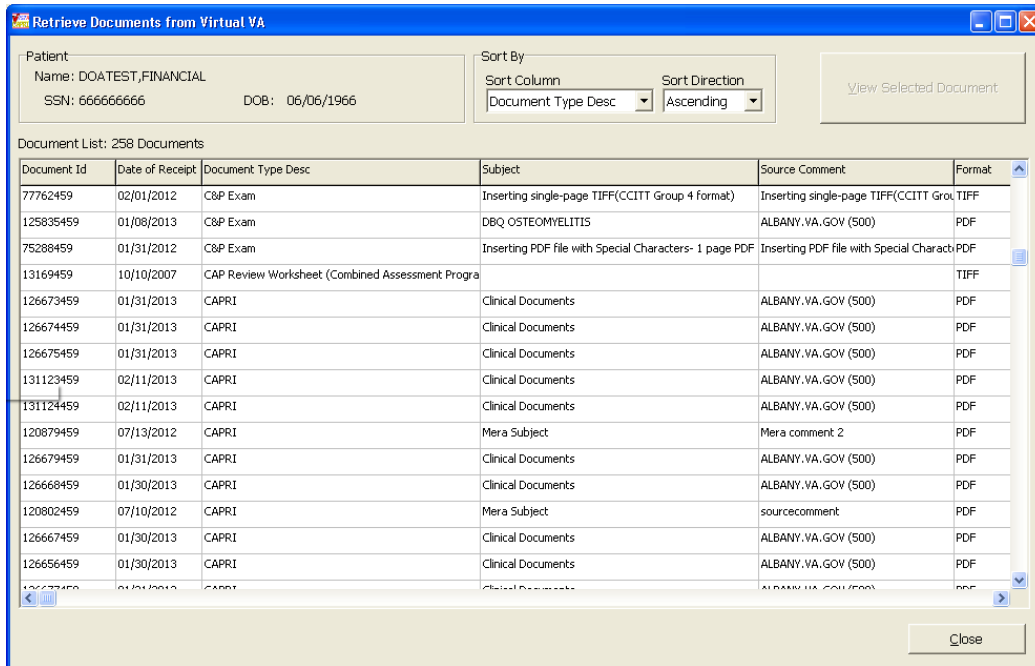 Retrieve Documents from Virtual VA
Patient
Name: DOATEST,FINANCIAL
SSN: 666666666 DOB: 06/06/1966
Sort By
Sort Column Sort Direction
Document Type Desc Ascending
View Selected Document
Document List: 258 Documents
Document Id Date of Receipt Document Type Desc Subject Source Comment Format
77762459 02/01/2012 C&P Exam Inserting single-page TIFF(CCITT Group 4 format) Inserting single-page TIFF(CCITT Grou TIFF
125835459 01/08/2013 C&P Exam DBQ OSTEOMYELITIS ALBANY.VA.GOV (500) PDF
75288459 01/31/2012 C&P Exam Inserting PDF file with Special Characters- 1 page PDF Inserting PDF file with Special Charact PDF
13169459 10/10/2007 CAP Review Worksheet (Combined Assessment Progra TIFF
126673459 01/31/2013 CAPRI Clinical Documents ALBANY.VA.GOV (500) PDF
126674459 01/31/2013 CAPRI Clinical Documents ALBANY.VA.GOV (500) PDF
126675459 01/31/2013 CAPRI Clinical Documents ALBANY.VA.GOV (500) PDF
131123459 02/11/2013 CAPRI Clinical Documents ALBANY.VA.GOV (500) PDF
131124459 02/11/2013 CAPRI Clinical Documents ALBANY.VA.GOV (500) PDF
120879459 07/13/2012 CAPRI Mera Subject Mera comment 2 PDF
126679459 01/31/2013 CAPRI Clinical Documents ALBANY.VA.GOV (500) PDF
126668459 01/30/2013 CAPRI Clinical Documents ALBANY.VA.GOV (500) PDF
120802459 07/10/2012 CAPRI Mera Subject sourcecomment PDF
126667459 01/30/2013 CAPRI Clinical Documents ALBANY.VA.GOV (500) PDF
126656459 01/30/2013 CAPRI Clinical Documents ALBANY.VA.GOV (500) PDF
Close